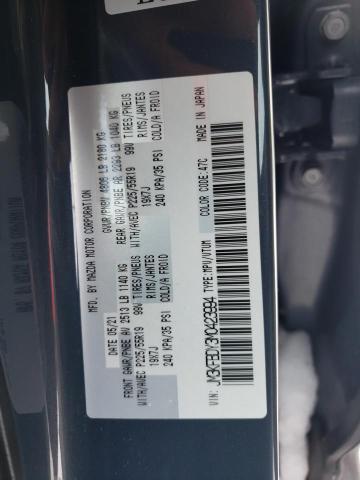 MFD. BY MAZDA MOTOR CORPORATION
DATE 05/21 GVWR/PNBV 4806 LB 2180 KG
FRONT GAWR/PNBE AV 2513 LB 1140 KG REAR GAWR/PNBE AR 2293 LB 1040 KG
WITH/AVEC P225/55R19 99V TIRES/PNEUS WITH/AVEC P225/55R19 99V TIRES/PNEUS
19X7J RIMS/JANTES 19X7J RIMS/JANTES
240 KPA/35 PSI COLD/A FROID 240 KPA/35 PSI COLD/A FROID
VIN: JM3KFBDY3M0423994 TYPE:MPV/VTUM COLOR CODE:47C MADE IN JAPAN